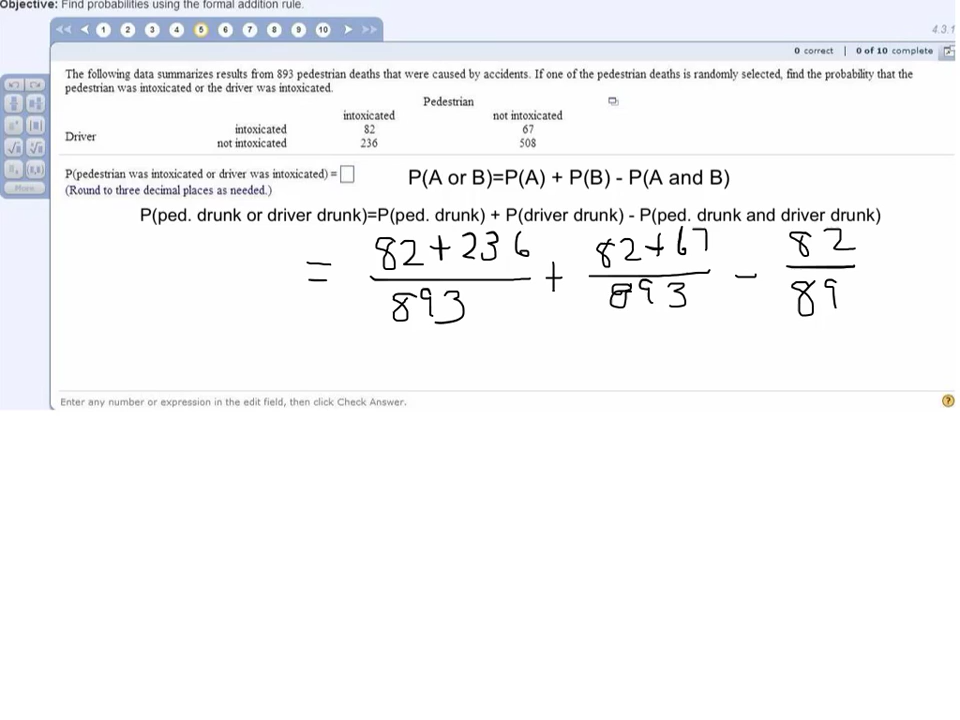 Objective: Find probabilities using the formal addition rule.
1 2 3 4 5 6 7 8 9 10
4.3.1
0 correct | 0 of 10 complete
The following data summarizes results from 893 pedestrian deaths that were caused by accidents. If one of the pedestrian deaths is randomly selected, find the probability that the
pedestrian was intoxicated or the driver was intoxicated.
Pedestrian
intoxicated not intoxicated
Driver intoxicated 82 67
not intoxicated 236 508
P(pedestrian was intoxicated or driver was intoxicated) =
(Round to three decimal places as needed.)
P(A or B)=P(A) + P(B) - P(A and B)
P(ped. drunk or driver drunk)=P(ped. drunk) + P(driver drunk) - P(ped. drunk and driver drunk)
= 82+236/893 + 82+67/893 - 82/89
More
Enter any number or expression in the edit field, then click Check Answer.
?